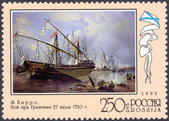 1995
Ф. Перро.
Бой при Гренгаме 27 июля 1720 г.
250
РОССИЯ
ROSSIJA